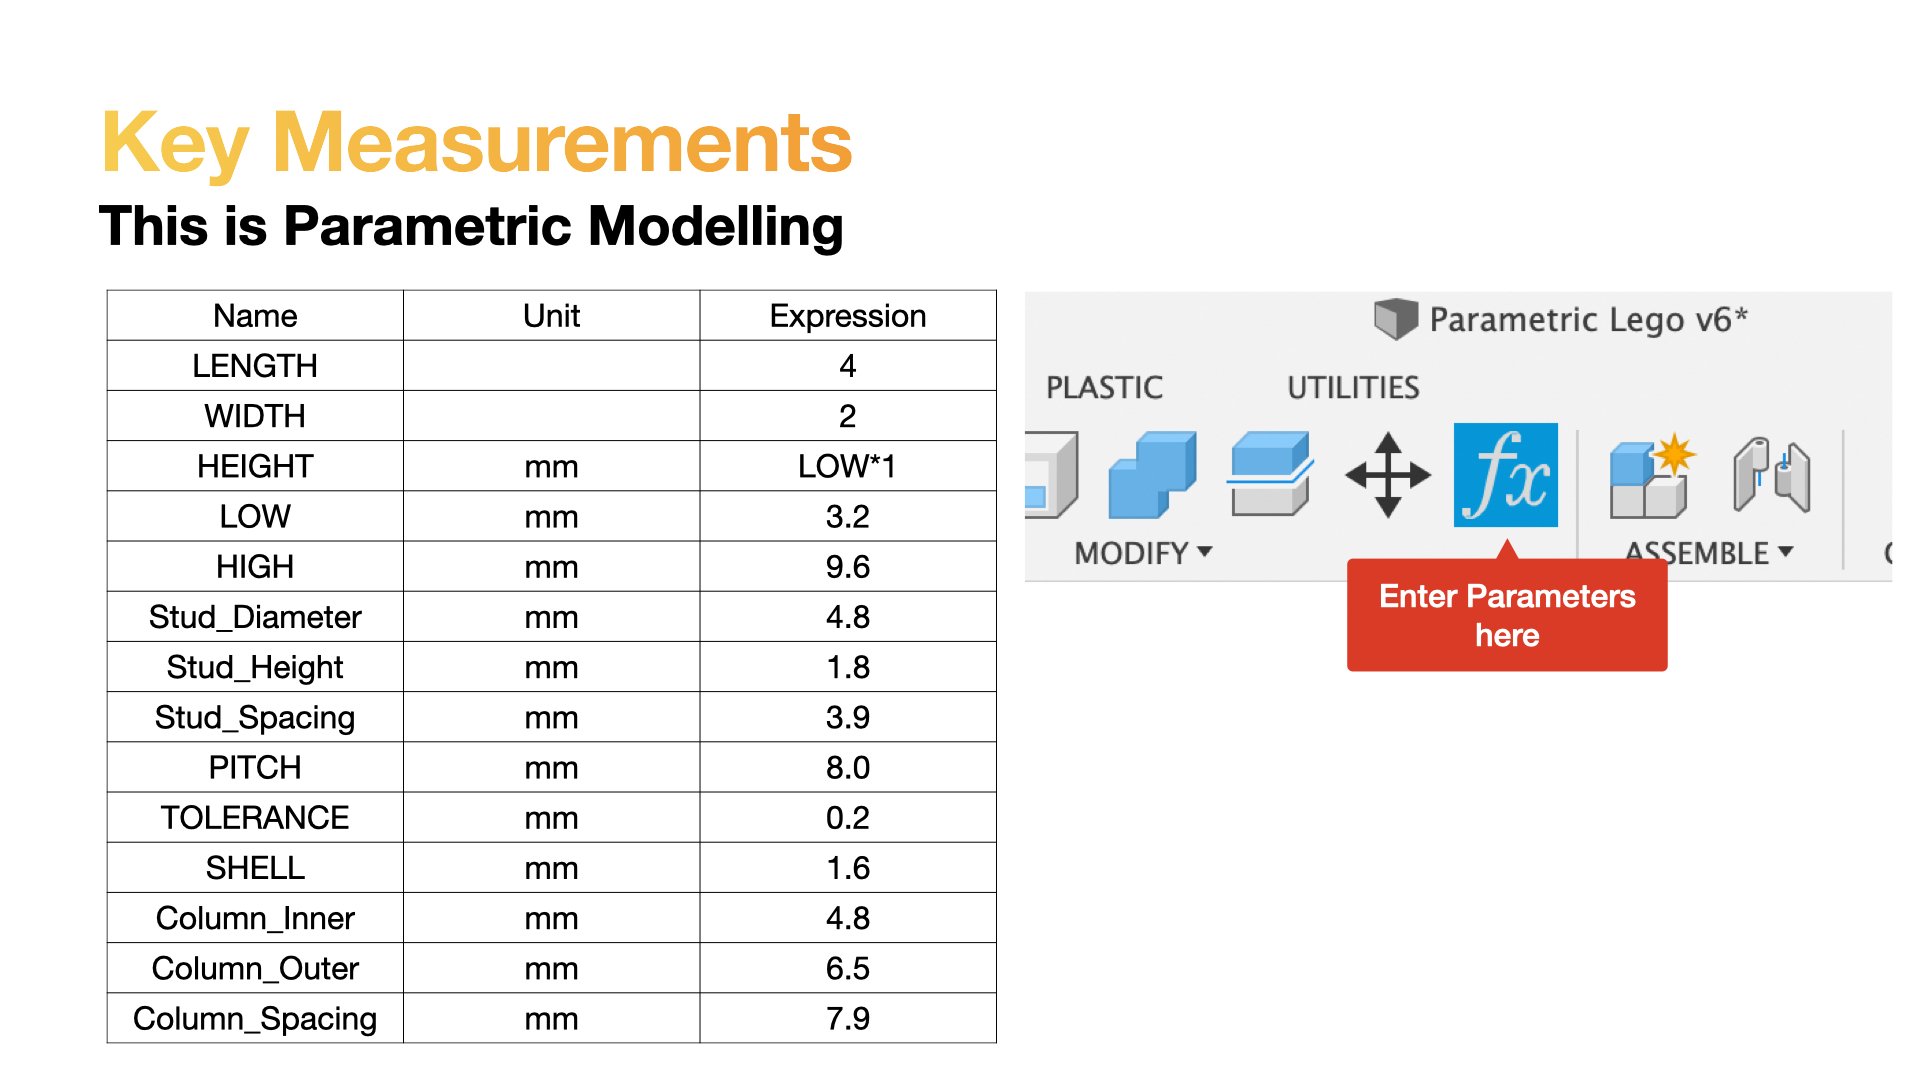 Key Measurements
This is Parametric Modelling
Name Unit Expression
LENGTH 4
WIDTH 2
HEIGHT mm LOW*1
LOW mm 3.2
HIGH mm 9.6
Stud_Diameter mm 4.8
Stud_Height mm 1.8
Stud_Spacing mm 3.9
PITCH mm 8.0
TOLERANCE mm 0.2
SHELL mm 1.6
Column_Inner mm 4.8
Column_Outer mm 6.5
Column_Spacing mm 7.9
Parametric Lego v6*
PLASTIC UTILITIES
fx
MODIFY ASSEMBLE
Enter Parameters
here